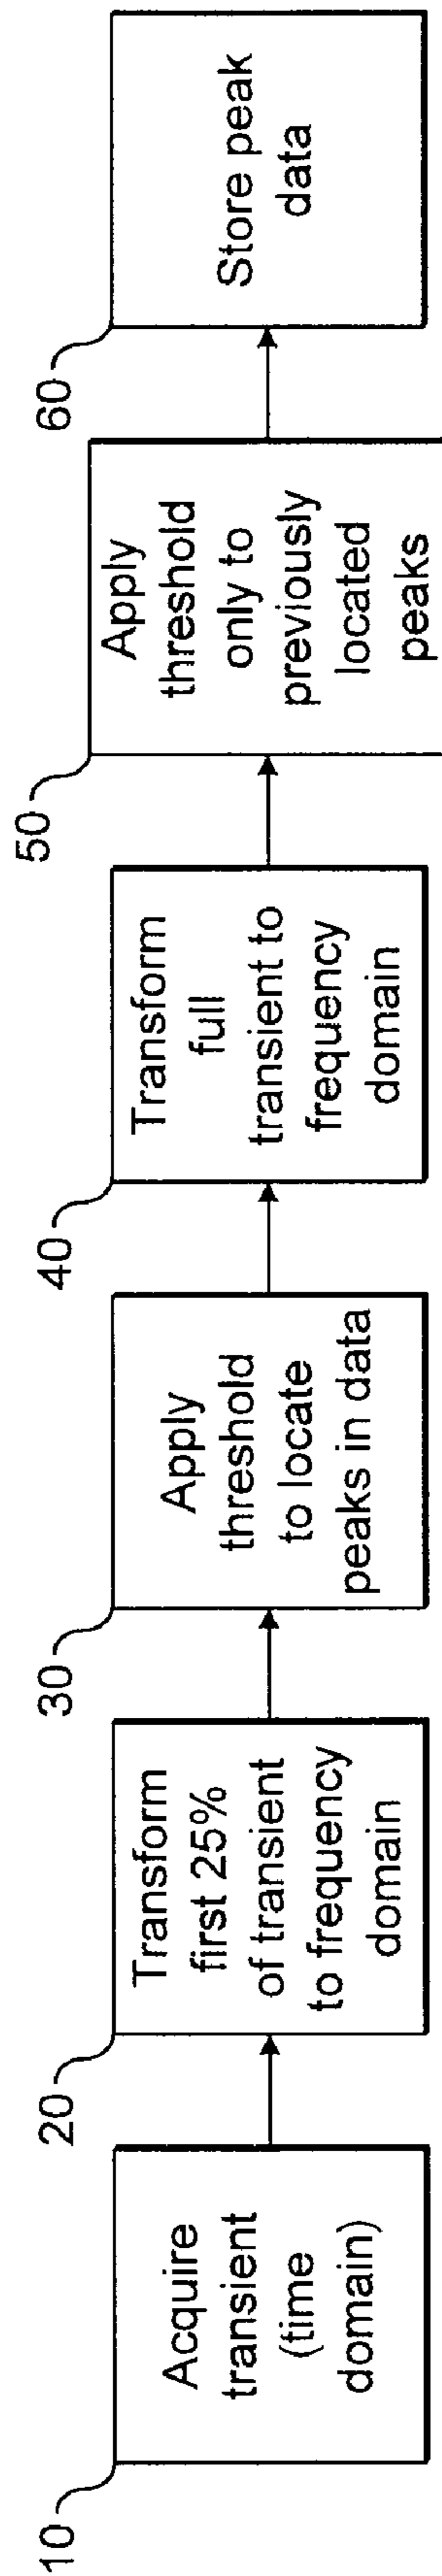 10
Acquire
transient
(time
domain)
20
Transform
first 25%
of transient
to frequency
domain
30
Apply
threshold
to locate
peaks in data
40
Transform
full
transient to
frequency
domain
50
Apply
threshold
only to
previously
located
peaks
60
Store peak
data